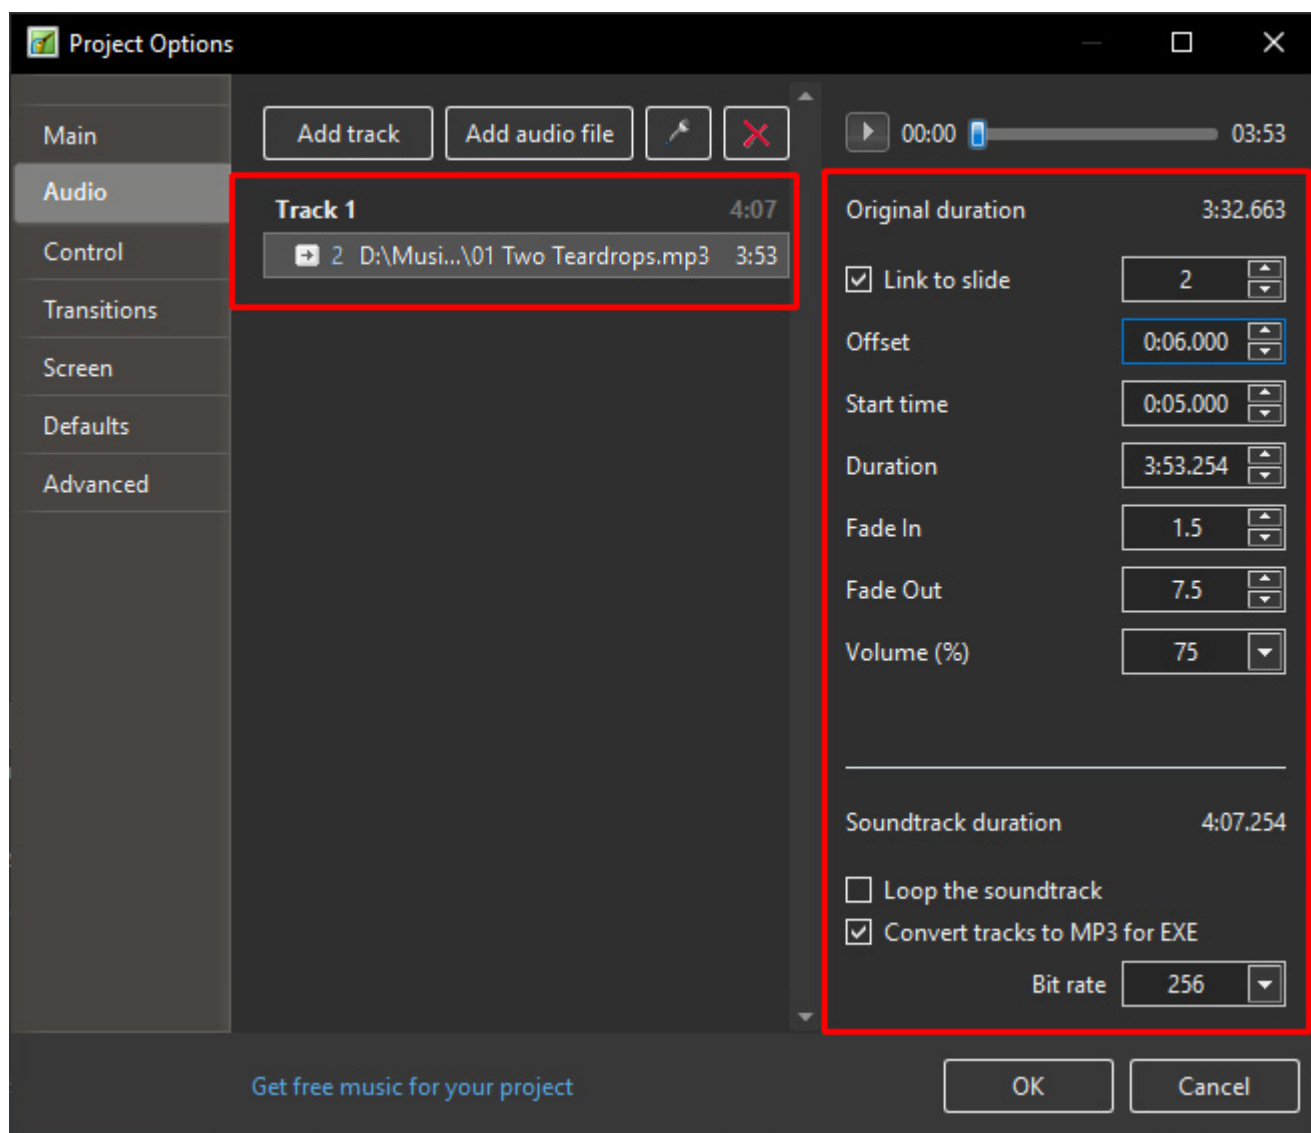 Project Options
Main
Audio
Control
Transitions
Screen
Defaults
Advanced
Add track Add audio file
Track 1 4:07
2 D:\Musi...\01 Two Teardrops.mp3 3:53
00:00 03:53
Original duration 3:32.663
Link to slide 2
Offset 0:06.000
Start time 0:05.000
Duration 3:53.254
Fade In 1.5
Fade Out 7.5
Volume (%) 75
Soundtrack duration 4:07.254
Loop the soundtrack
Convert tracks to MP3 for EXE
Bit rate 256
Get free music for your project
OK Cancel